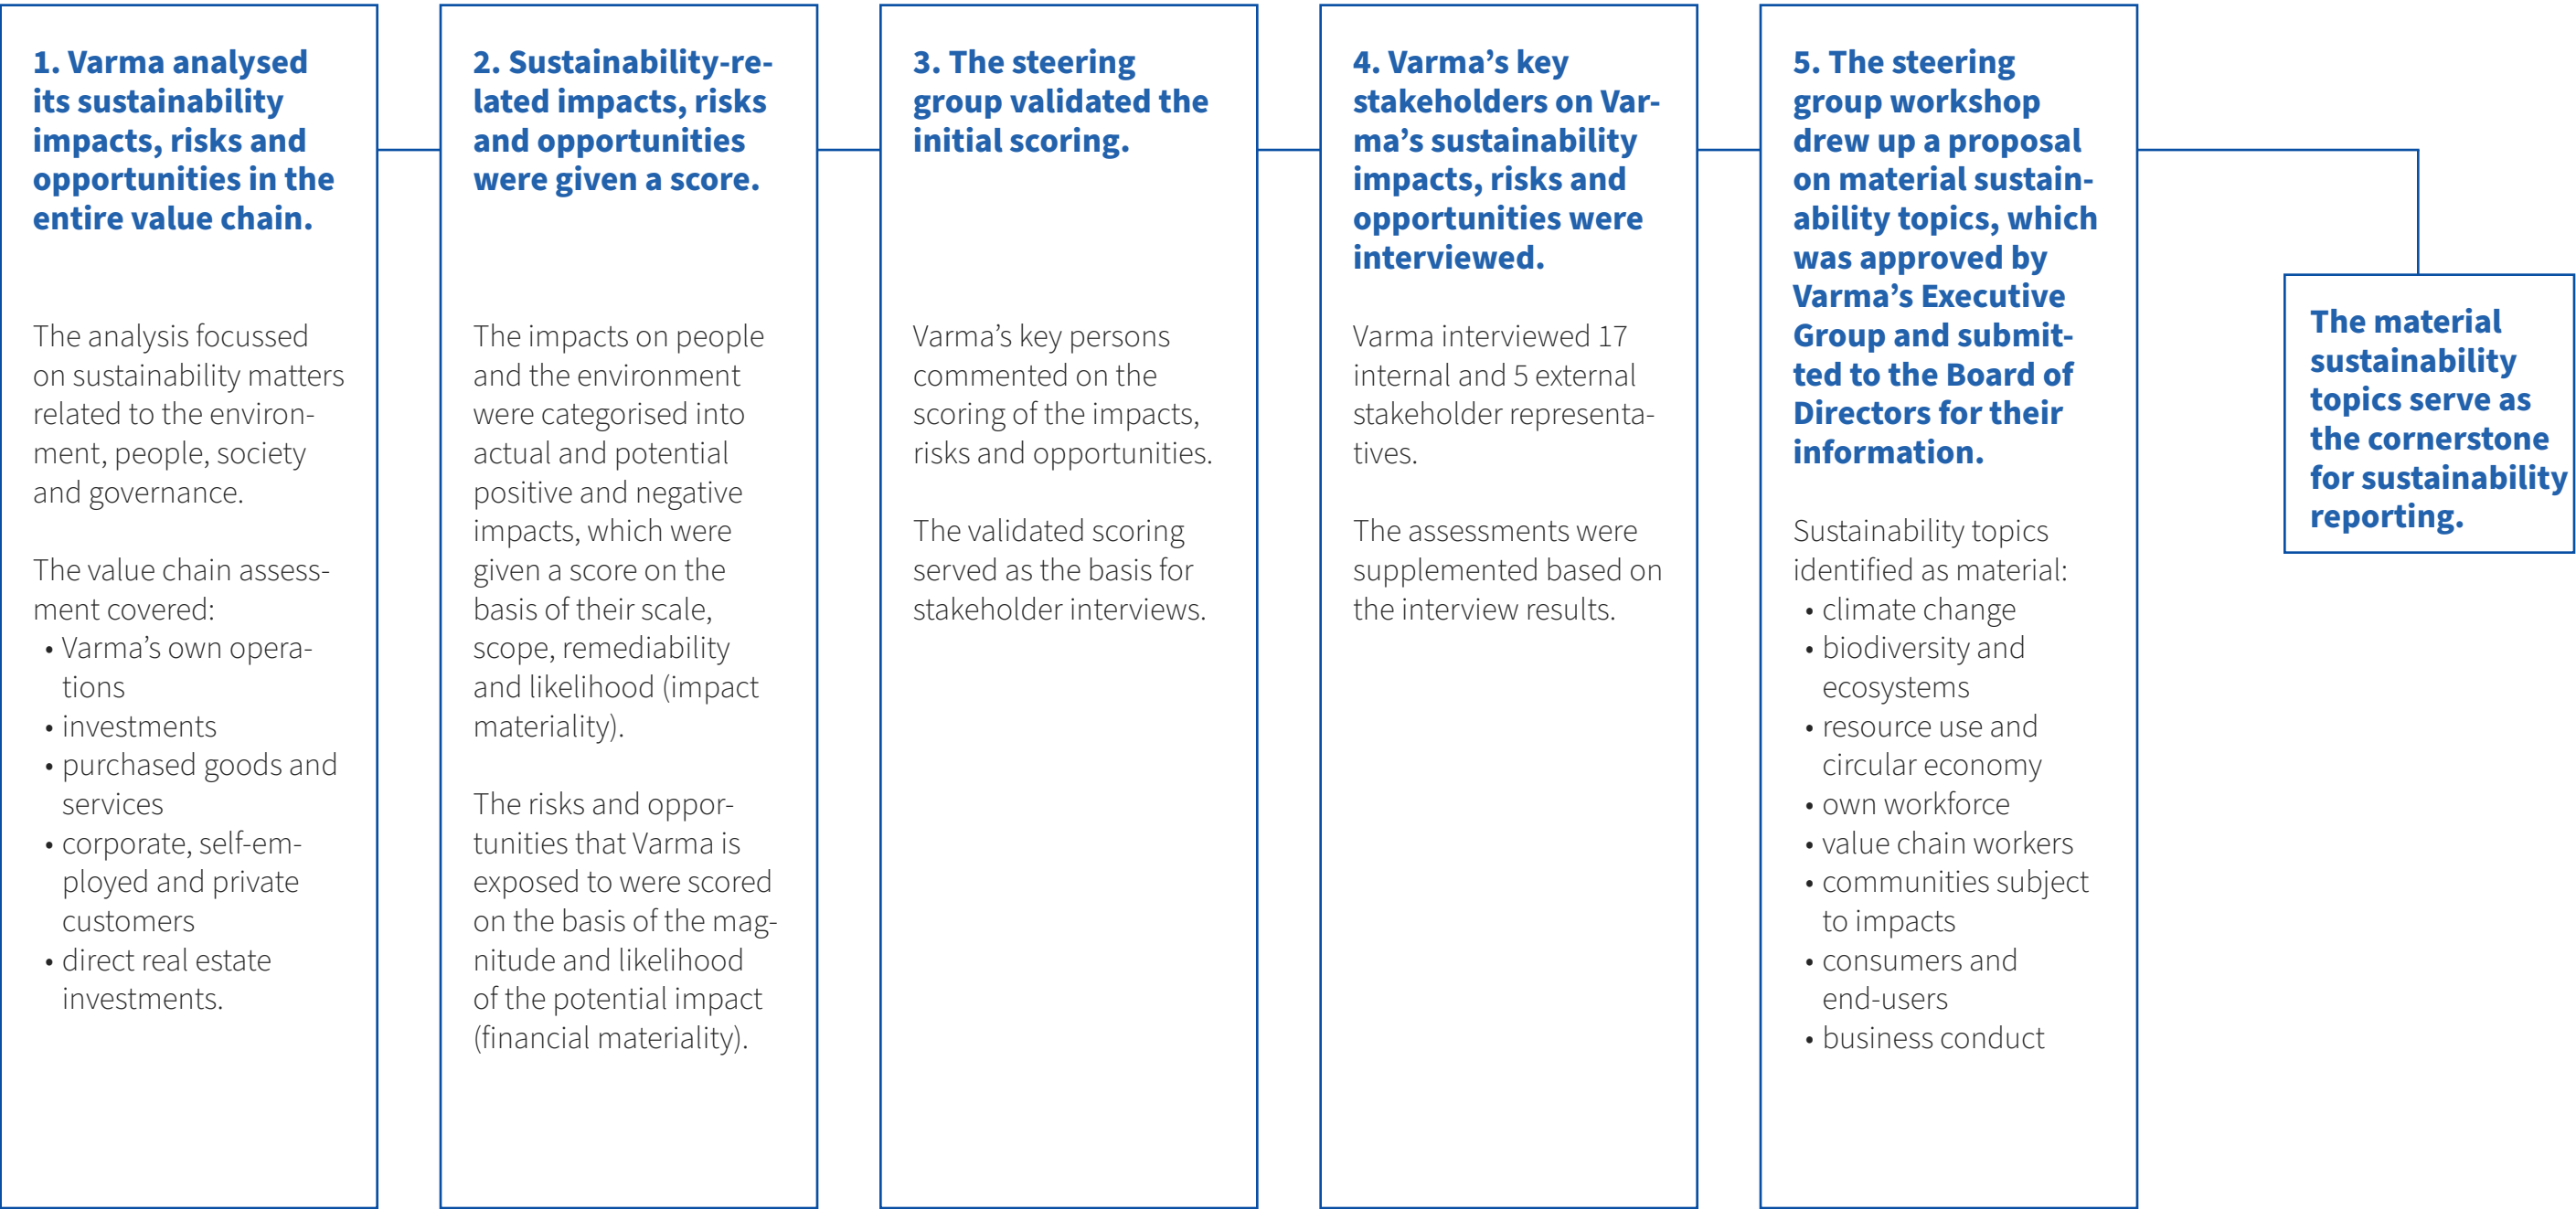 1. Varma analysed
its sustainability
impacts, risks and
opportunities in the
entire value chain.
The analysis focussed
on sustainability matters
related to the environ-
ment, people, society
and governance.
The value chain assess-
ment covered:
• Varma’s own opera-
tions
• investments
• purchased goods and
services
• corporate, self-em-
ployed and private
customers
• direct real estate
investments.
2. Sustainability-re-
lated impacts, risks
and opportunities
were given a score.
The impacts on people
and the environment
were categorised into
actual and potential
positive and negative
impacts, which were
given a score on the
basis of their scale,
scope, remediability
and likelihood (impact
materiality).
The risks and oppor-
tunities that Varma is
exposed to were scored
on the basis of the mag-
nitude and likelihood
of the potential impact
(financial materiality).
3. The steering
group validated the
initial scoring.
Varma’s key persons
commented on the
scoring of the impacts,
risks and opportunities.
The validated scoring
served as the basis for
stakeholder interviews.
4. Varma’s key
stakeholders on Var-
ma’s sustainability
impacts, risks and
opportunities were
interviewed.
Varma interviewed 17
internal and 5 external
stakeholder representa-
tives.
The assessments were
supplemented based on
the interview results.
5. The steering
group workshop
drew up a proposal
on material sustain-
ability topics, which
was approved by
Varma’s Executive
Group and submit-
ted to the Board of
Directors for their
information.
Sustainability topics
identified as material:
• climate change
• biodiversity and
ecosystems
• resource use and
circular economy
• own workforce
• value chain workers
• communities subject
to impacts
• consumers and
end-users
• business conduct
The material
sustainability
topics serve as
the cornerstone
for sustainability
reporting.